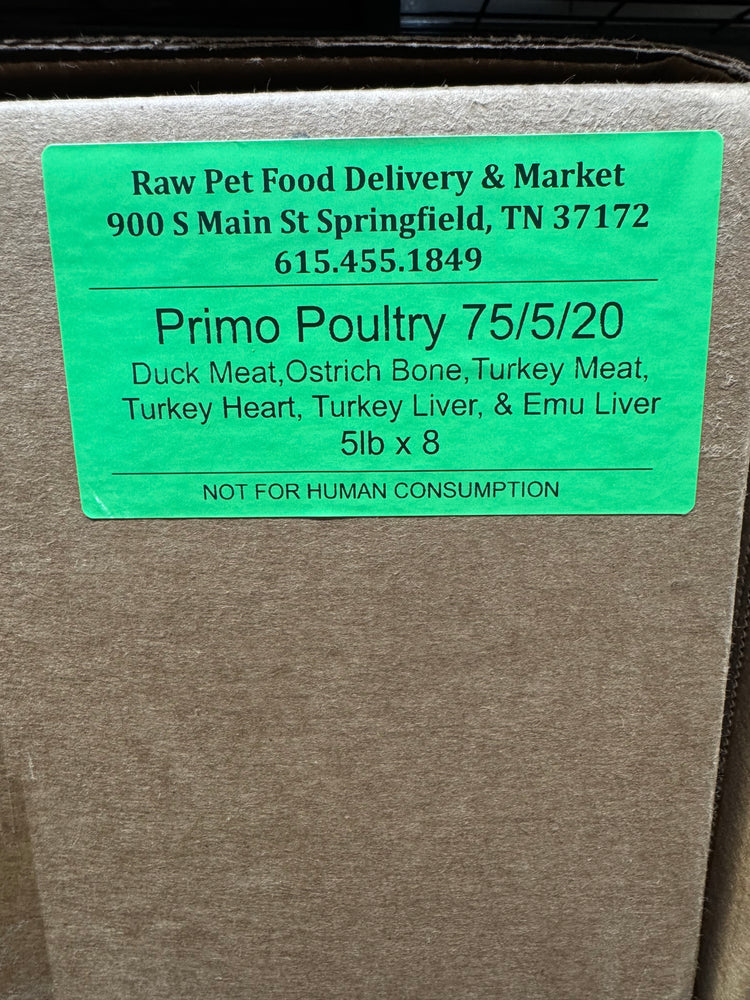 Raw Pet Food Delivery & Market
900 S Main St Springfield, TN 37172
615.455.1849
Primo Poultry 75/5/20
Duck Meat,Ostrich Bone,Turkey Meat,
Turkey Heart, Turkey Liver, & Emu Liver
5lb x 8
NOT FOR HUMAN CONSUMPTION